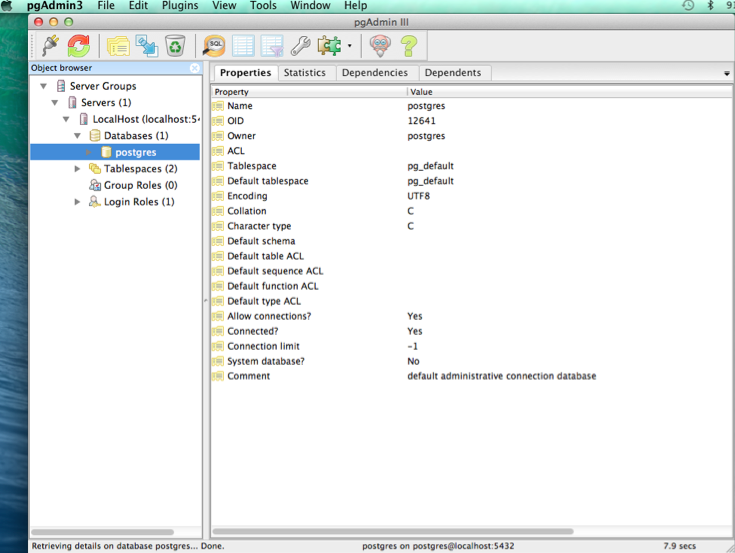 pgAdmin3 File Edit Plugins View Tools Window Help
pgAdmin III
SQL
Object browser
Server Groups
Servers (1)
LocalHost (localhost:54
Databases (1)
postgres
Tablespaces (2)
Group Roles (0)
Login Roles (1)
Properties Statistics Dependencies Dependents
Property Value
Name postgres
OID 12641
Owner postgres
ACL
Tablespace pg_default
Default tablespace pg_default
Encoding UTF8
Collation C
Character type C
Default schema
Default table ACL
Default sequence ACL
Default function ACL
Default type ACL
Allow connections? Yes
Connected? Yes
Connection limit -1
System database? No
Comment default administrative connection database
Retrieving details on database postgres... Done. postgres on postgres@localhost:5432 7.9 secs